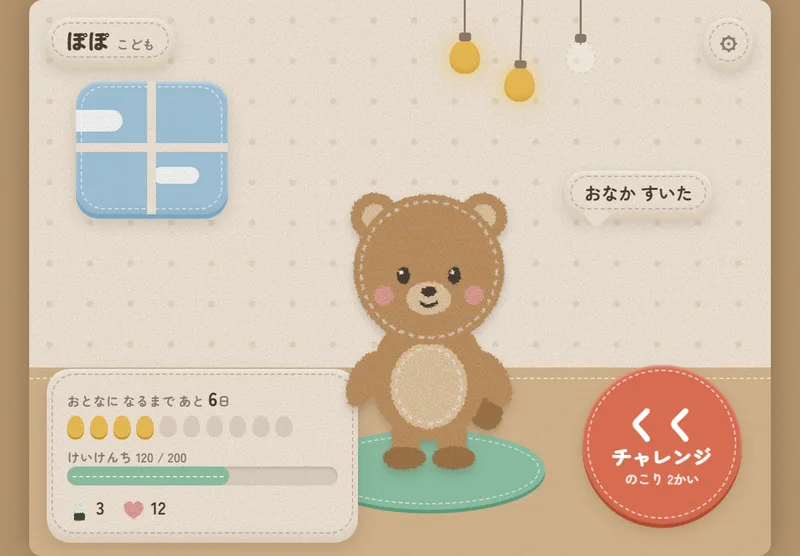 ぽぽ こども
おなか すいた
おとなに なるまで あと 6日
けいけんち 120 / 200
3 12
くく
チャレンジ
のこり 2かい